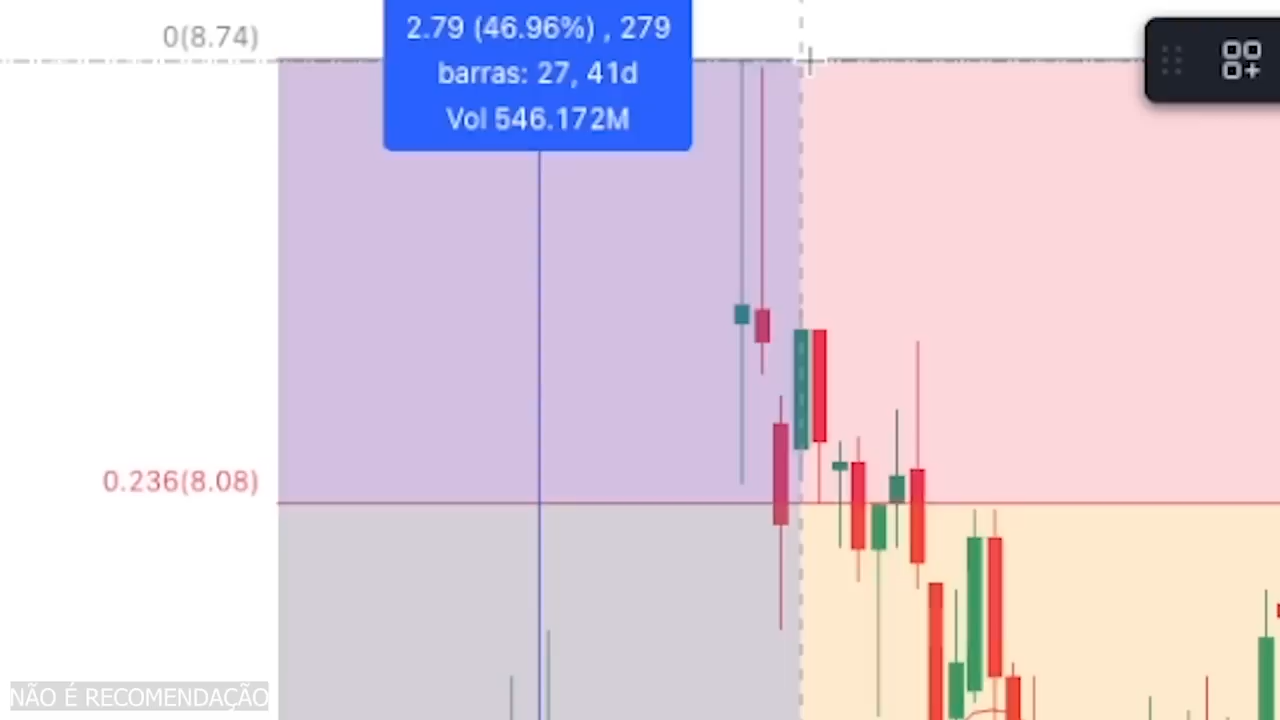 0(8.74)
2.79 (46.96%) , 279
barras: 27, 41d
Vol 546.172M
0.236(8.08)
NÃO É RECOMENDAÇÃO